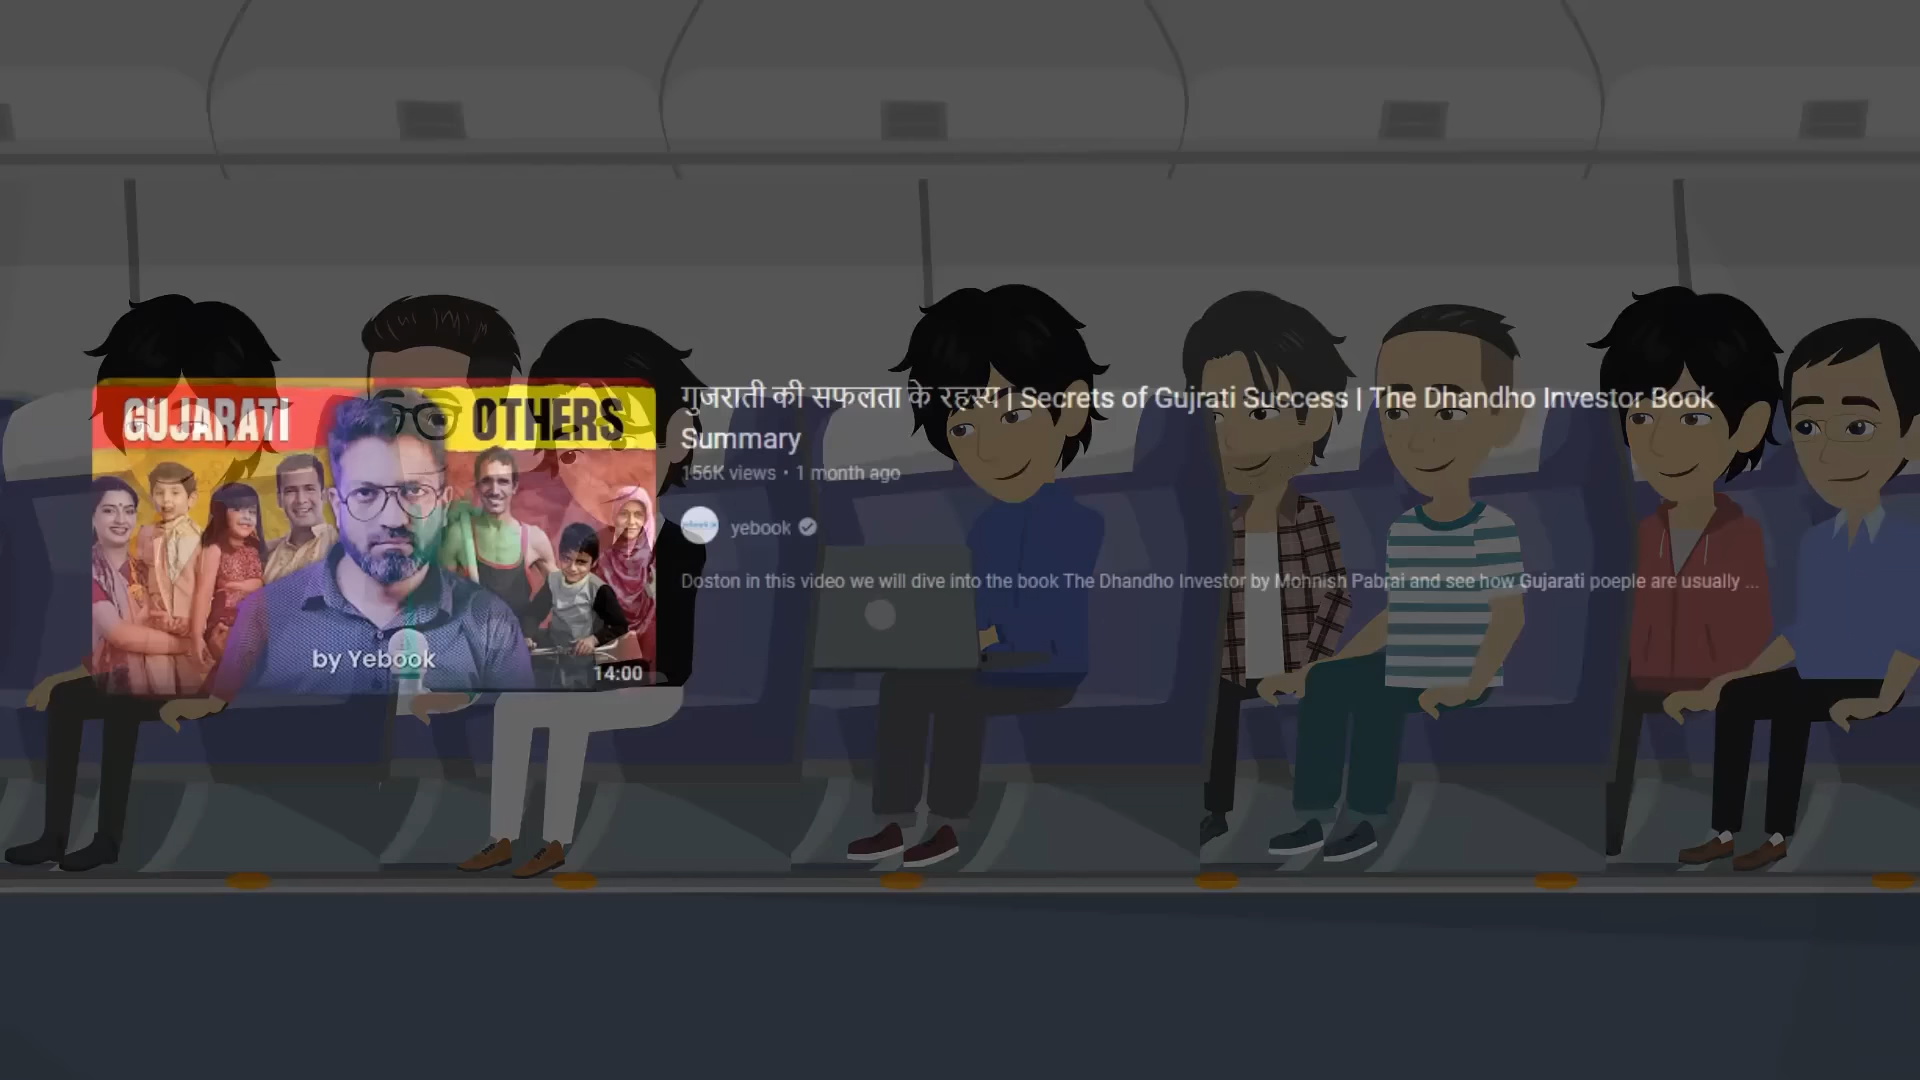 GUJARATI
OTHERS
by Yebook
14:00
गुजराती की सफलता के रहस्य | Secrets of Gujrati Success | The Dhandho Investor Book
Summary
156K views • 1 month ago
yebook
Doston in this video we will dive into the book The Dhandho Investor by Mohnish Pabrai and see how Gujarati poeple are usually ...